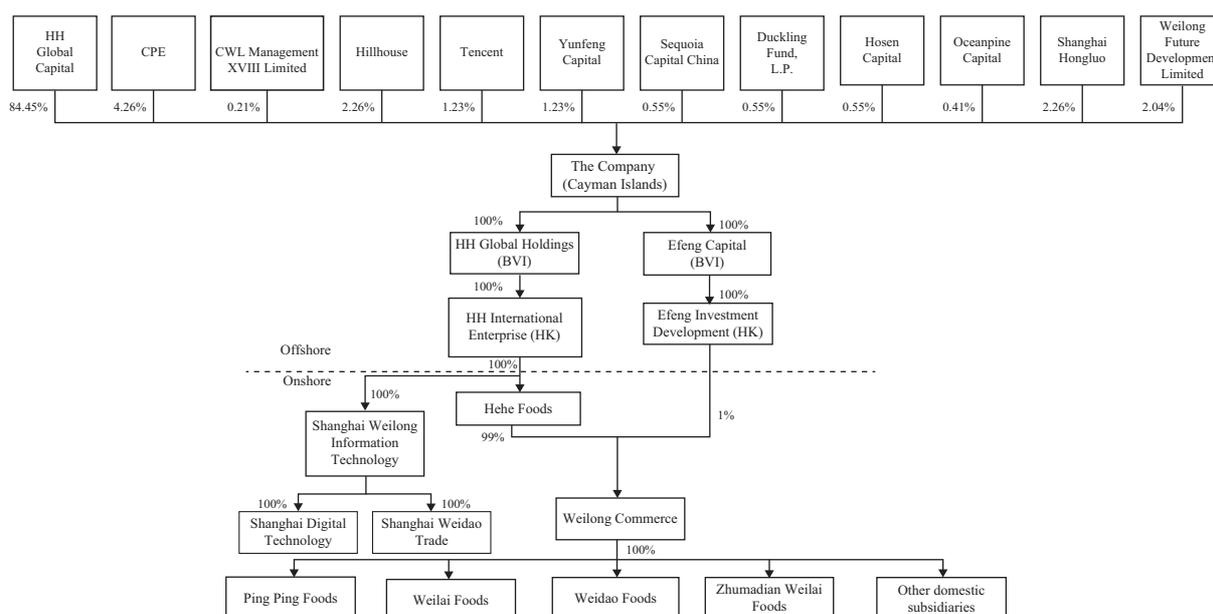 HH
Global
Capital
CPE
CWL Management
XVIII Limited
Hillhouse
Tencent
Yunfeng
Capital
Sequoia
Capital China
Duckling
Fund,
L.P.
Hosen
Capital
Oceanpine
Capital
Shanghai
Hongluo
Weilong
Future
Development
Limited
84.45%
4.26%
0.21%
2.26%
1.23%
1.23%
0.55%
0.55%
0.55%
0.41%
2.26%
2.04%
The Company
(Cayman Islands)
100%
100%
HH Global Holdings
(BVI)
Efeng Capital
(BVI)
100%
100%
HH International
Enterprise (HK)
Efeng Investment
Development (HK)
Offshore
100%
Onshore
100%
Hehe Foods
1%
Shanghai Weilong
Information
Technology
99%
100%
100%
Shanghai Digital
Technology
Shanghai Weidao
Trade
Weilong Commerce
100%
Ping Ping Foods
Weilai Foods
Weidao Foods
Zhumadian Weilai
Foods
Other domestic
subsidiaries